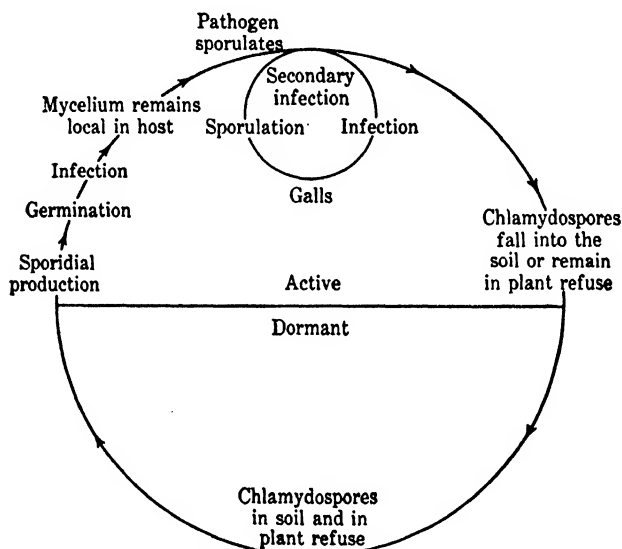 Pathogen
sporulates
Secondary
infection
Mycelium remains
local in host
Sporulation
Infection
Infection
Galls
Germination
Chlamydospores
fall into the
soil or remain
in plant refuse
Sporidial
production
Active
Dormant
Chlamydospores
in soil and in
plant refuse